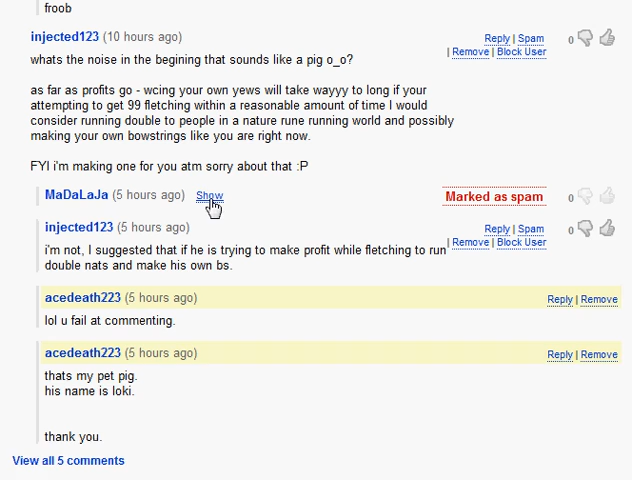 froob
injected123 (10 hours ago)
Reply | Spam
| Remove | Block User
0
whats the noise in the begining that sounds like a pig o_o?
as far as profits go - wcing your own yews will take wayyy to long if your
attempting to get 99 fletching within a reasonable amount of time I would
consider running double to people in a nature rune running world and possibly
making your own bowstrings like you are right now.
FYI i'm making one for you atm sorry about that :P
MaDaLaJa (5 hours ago) Show
Marked as spam
0
injected123 (5 hours ago)
Reply | Spam
| Remove | Block User
0
i'm not, I suggested that if he is trying to make profit while fletching to run
double nats and make his own bs.
acedeath223 (5 hours ago)
Reply | Remove
lol u fail at commenting.
acedeath223 (5 hours ago)
Reply | Remove
thats my pet pig.
his name is loki.
thank you.
View all 5 comments